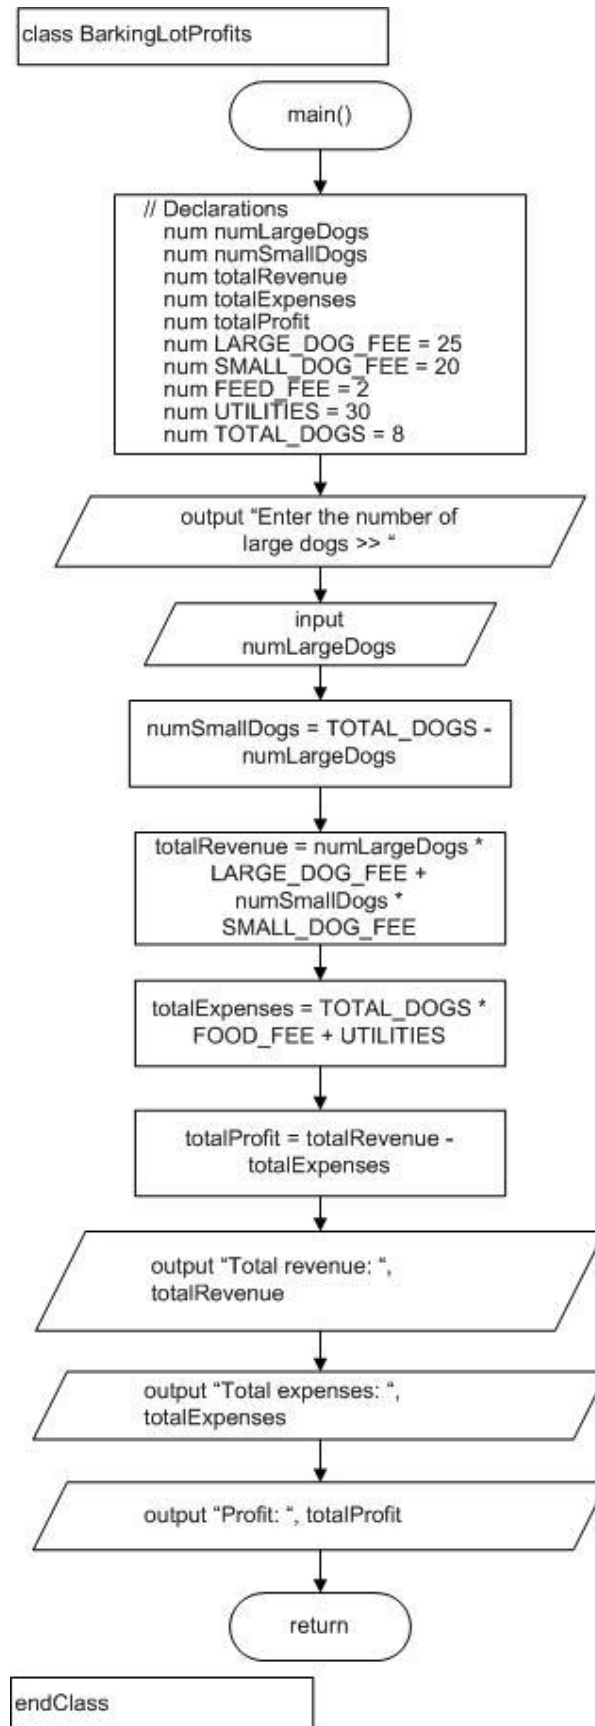 class BarkingLotProfits
main()
// Declarations
num numLargeDogs
num numSmallDogs
num totalRevenue
num totalExpenses
num totalProfit
num LARGE_DOG_FEE = 25
num SMALL_DOG_FEE = 20
num FEED_FEE = 2
num UTILITIES = 30
num TOTAL_DOGS = 8
output “Enter the number of
large dogs >> “
input
numLargeDogs
numSmallDogs = TOTAL_DOGS -
numLargeDogs
totalRevenue = numLargeDogs *
LARGE_DOG_FEE +
numSmallDogs *
SMALL_DOG_FEE
totalExpenses = TOTAL_DOGS *
FOOD_FEE + UTILITIES
totalProfit = totalRevenue -
totalExpenses
output “Total revenue: “,
totalRevenue
output “Total expenses: “,
totalExpenses
output “Profit: “, totalProfit
return
endClass